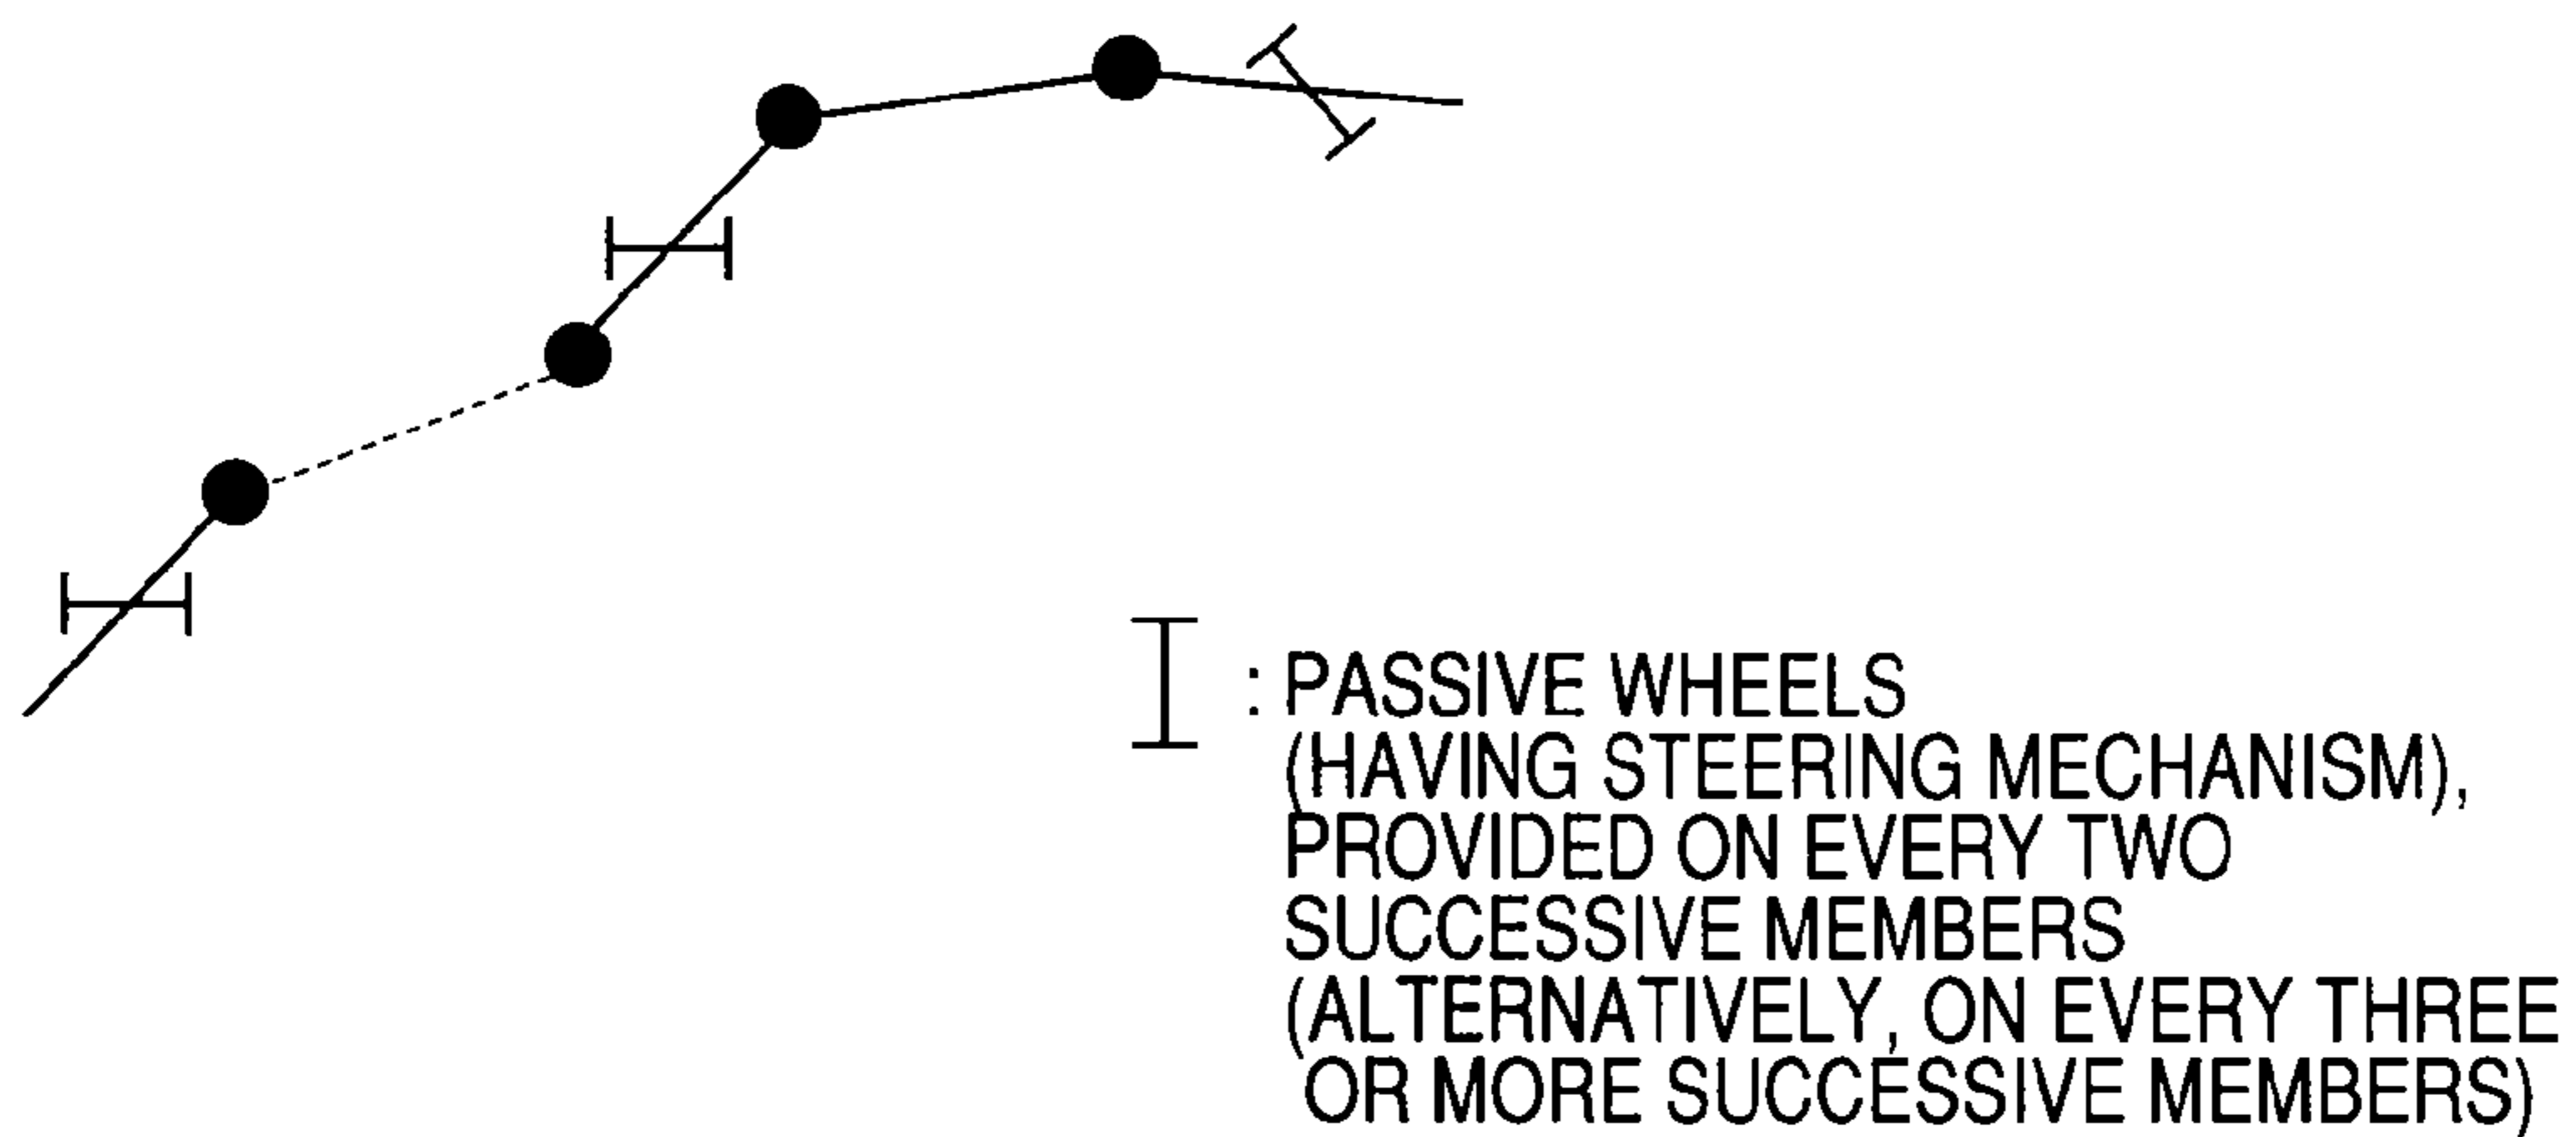 : PASSIVE WHEELS
(HAVING STEERING MECHANISM),
PROVIDED ON EVERY TWO
SUCCESSIVE MEMBERS
(ALTERNATIVELY, ON EVERY THREE
OR MORE SUCCESSIVE MEMBERS)